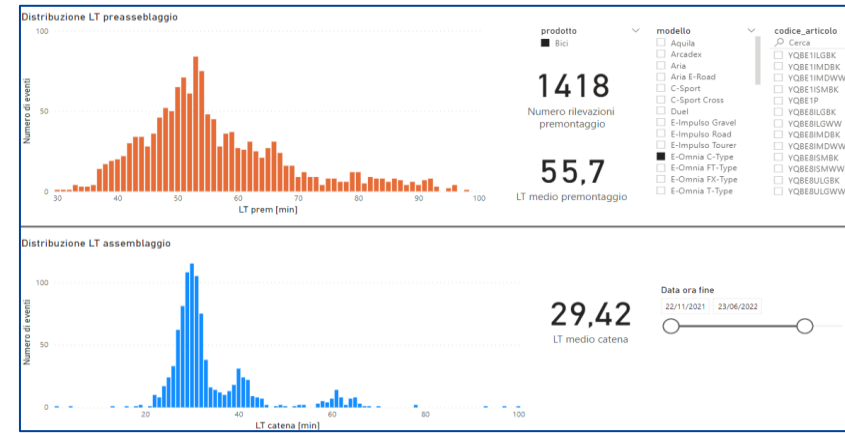 Distribuzione LT preasseblaggio
100
50
0
Numero di eventi
30 40 50 60 70 80 90 100
LT prem [min]
prodotto
Bici
1418
Numero rilevazioni
premontaggio
55,7
LT medio premontaggio
modello
Aquila
Arcadex
Aria
Aria E-Road
C-Sport
C-Sport Cross
Duel
E-Impulso Gravel
E-Impulso Road
E-Impulso Tourer
E-Omnia C-Type
E-Omnia FT-Type
E-Omnia FX-Type
E-Omnia T-Type
codice_articolo
Cerca
YQBE1ILGBK
YQBE1IMDBK
YQBE1IMDWW
YQBE1ISMBK
YQBE1P
YQBE8ILGBK
YQBE8ILGWW
YQBE8IMDBK
YQBE8IMDWW
YQBE8ISMBK
YQBE8ISMWW
YQBE8ULGBK
YQBE8ULGWW
Distribuzione LT assemblaggio
100
50
0
Numero di eventi
20 40 60 80 100
LT catena [min]
29,42
LT medio catena
Data ora fine
22/11/2021 23/06/2022